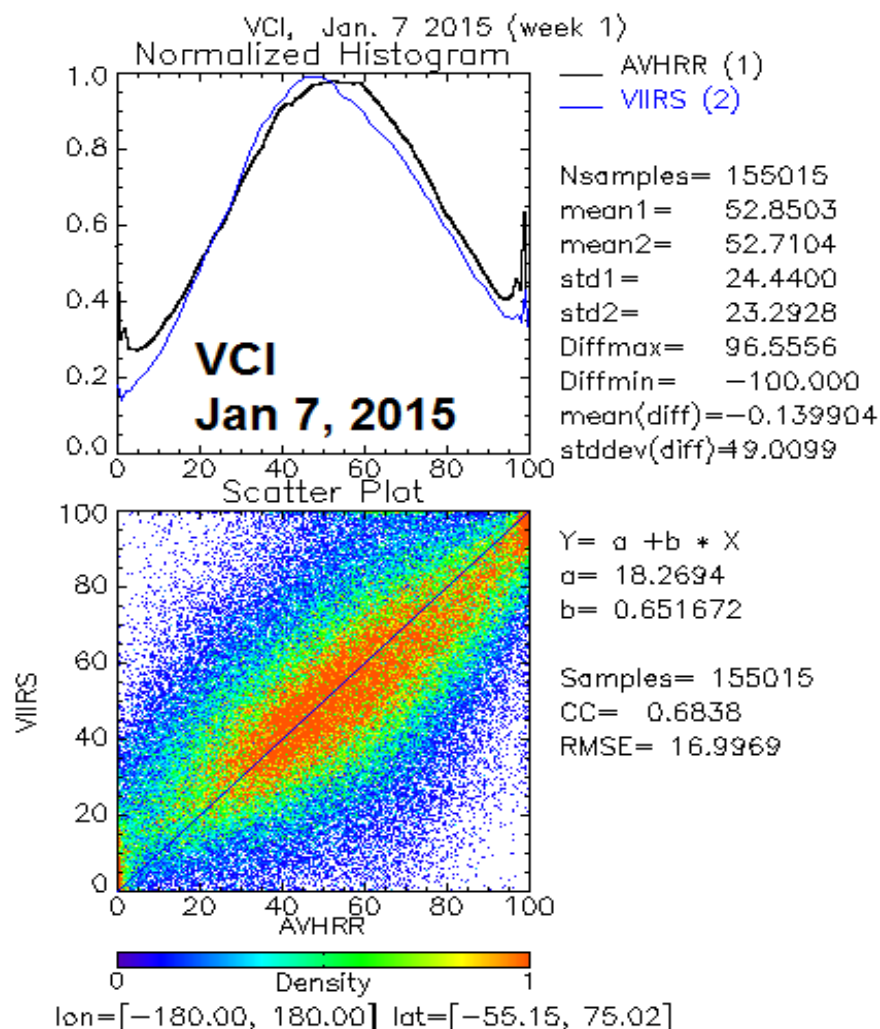 VCI, Jan. 7 2015 (week 1)
Normalized Histogram
AVHRR (1)
VIIRS (2)
1.0
0.8
0.6
0.4
0.2
0.0
0 20 40 60 80 100
VCI
Jan 7, 2015
Nsamples= 155015
mean1= 52.8503
mean2= 52.7104
std1= 24.4400
std2= 23.2928
Diffmax= 96.5556
Diffmin= -100.000
mean(diff)=-0.139904
stddev(diff)=19.0099
Scatter Plot
100
80
60
40
20
0
VIIRS
0 20 40 60 80 100
AVHRR
Y= a +b * X
a= 18.2694
b= 0.651672
Samples= 155015
CC= 0.6838
RMSE= 16.9969
0 Density 1
lon=[-180.00, 180.00] lat=[-55.15, 75.02]